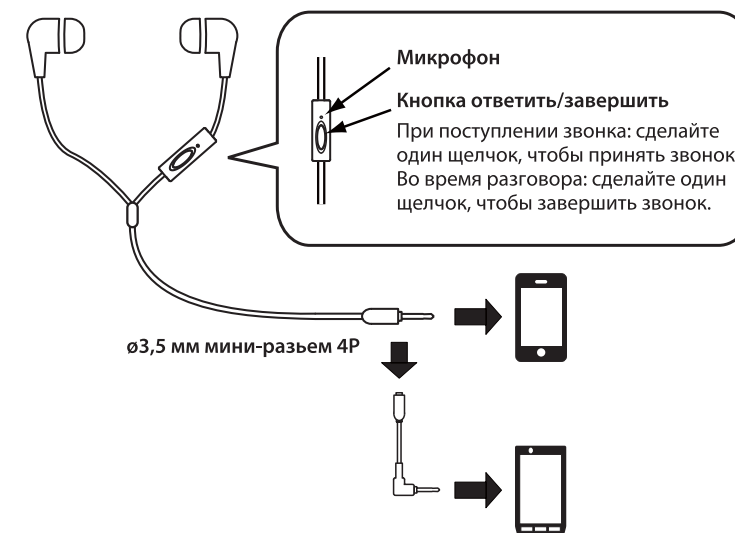 Микрофон
Кнопка ответить/завершить
При поступлении звонка: сделайте
один щелчок, чтобы принять звонок
Во время разговора: сделайте один
щелчок, чтобы завершить звонок.
ø3,5 мм мини-разьем 4P